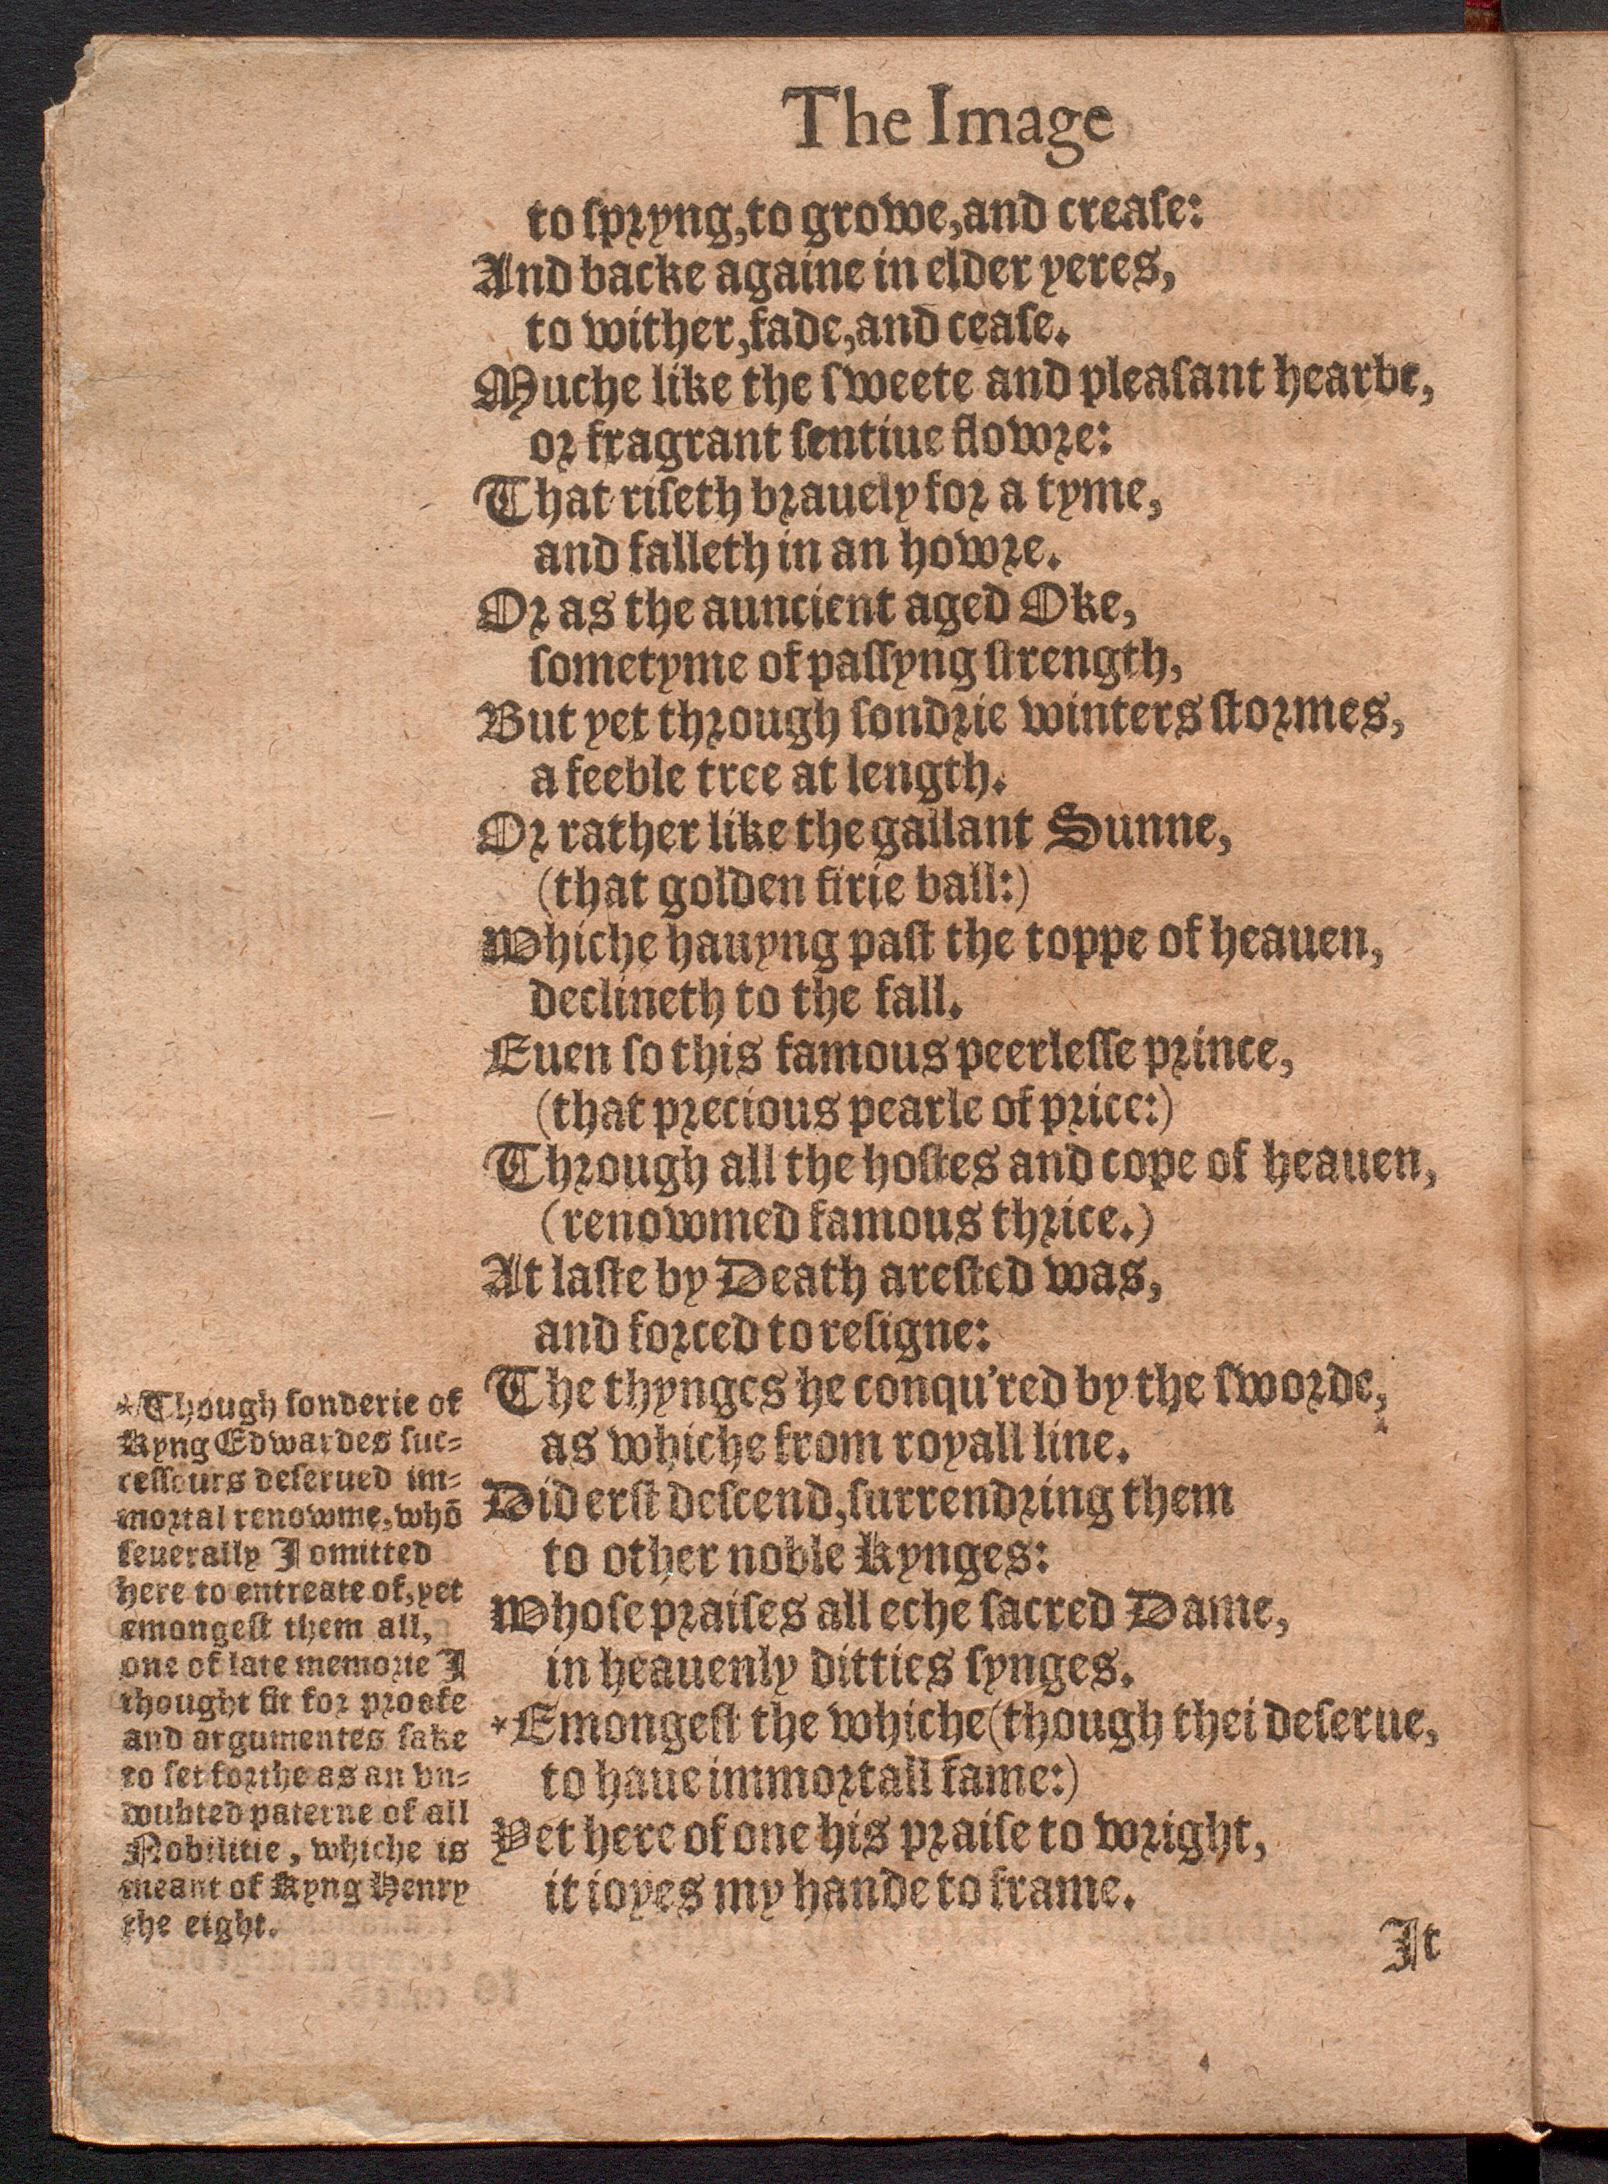 The Image
to ſpryng, to growe, and creaſe:
And backe againe in elder yeres,
to wither, fade, and ceaſe.
Muche like the ſweete and pleaſant hearbe,
or fragrant ſentiue flowre:
That riſeth brauely for a tyme,
and falleth in an howre.
Or as the auncient aged Oke,
ſometyme of paſſyng ſtrength,
But yet through ſondrie winters ſtormes,
a feeble tree at length.
Or rather like the gallant Sunne,
(that golden firie ball:)
Whiche hauyng paſt the toppe of heauen,
declineth to the fall.
Euen ſo this famous peerleſſe prince,
(that precious pearle of price:)
Through all the hoſtes and cope of heauen,
(renowmed famous thrice.)
At laſte by Death areſted was,
and forced to reſigne:
The thynges he conqu'red by the ſworde,
as whiche from royall line.
Did erſt deſcend, ſurrendring them
to other noble Kynges:
Whoſe praiſes all eche ſacred Dame,
in heauenly ditties ſynges.
*Emongeſt the whiche (though thei deſerue,
to haue immortall fame:)
Yet here of one his praiſe to wright,
it ioyes my hande to frame.
*Though ſonderie of
Kyng Edwardes ſuc-
ceſſours deſerued im-
mortal renowme, whō
ſeuerally I omitted
here to entreate of, yet
emongeſt them all,
one of late memorie I
thought fit for proofe
and argumentes ſake
to ſet forthe as an vn-
wubted paterne of all
Nobilitie, whiche is
meant of Kyng Henry
the eight.
It